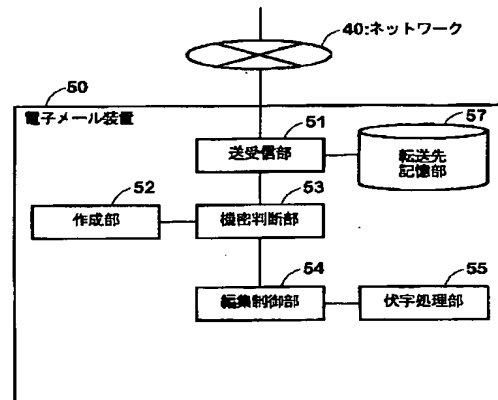 40:ネットワーク
50
電子メール装置
51
送受信部
57
転送先
記憶部
52
作成部
53
機密判断部
54
編集制御部
55
伏字処理部